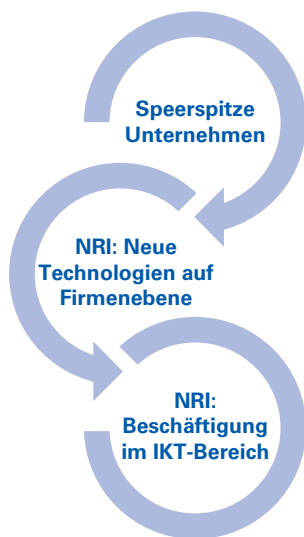 Speerspitze
Unternehmen
NRI: Neue
Technologien auf
Firmenebene
NRI:
Beschäftigung
im IKT-Bereich